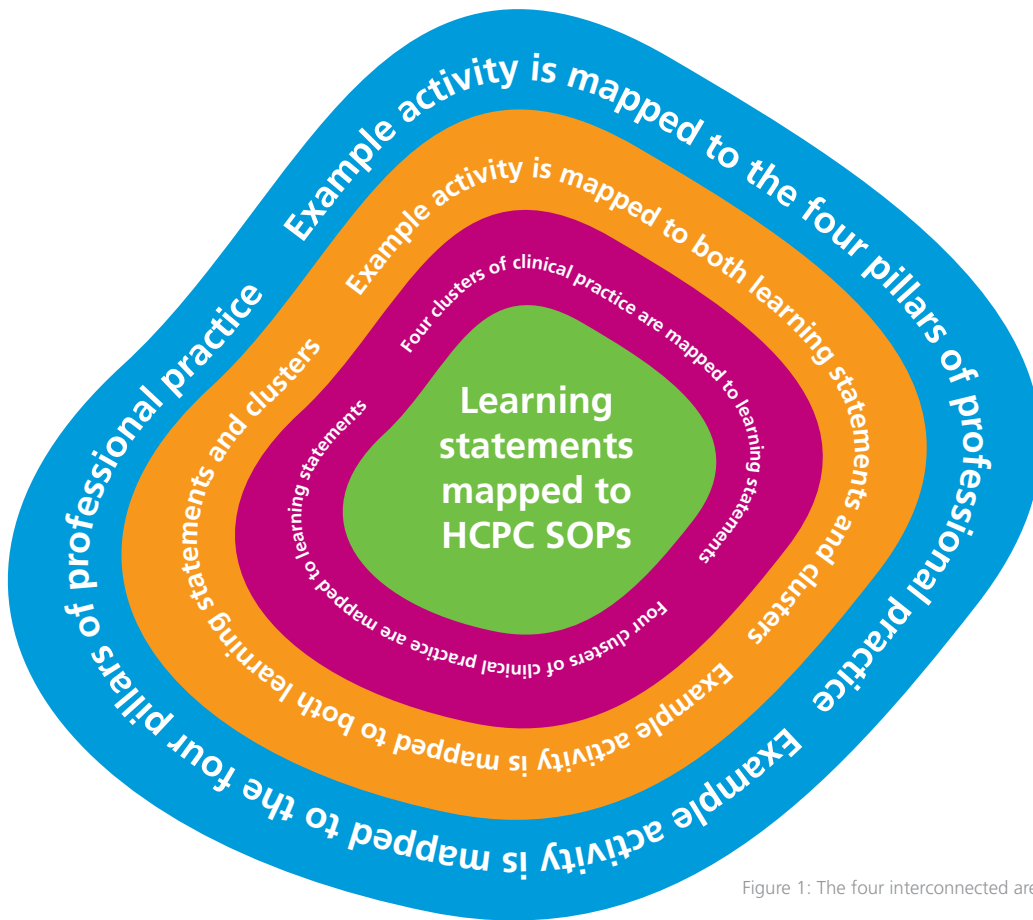 Example activity is mapped to the four pillars of professional practice
Example activity is mapped to the four pillars of professional practice
Example activity is mapped to both learning statements and clusters
Example activity is mapped to both learning statements and clusters
Four clusters of clinical practice are mapped to learning statements
Four clusters of clinical practice are mapped to learning statements
Learning
statements
mapped to
HCPC SOPs
Figure 1: The four interconnected are